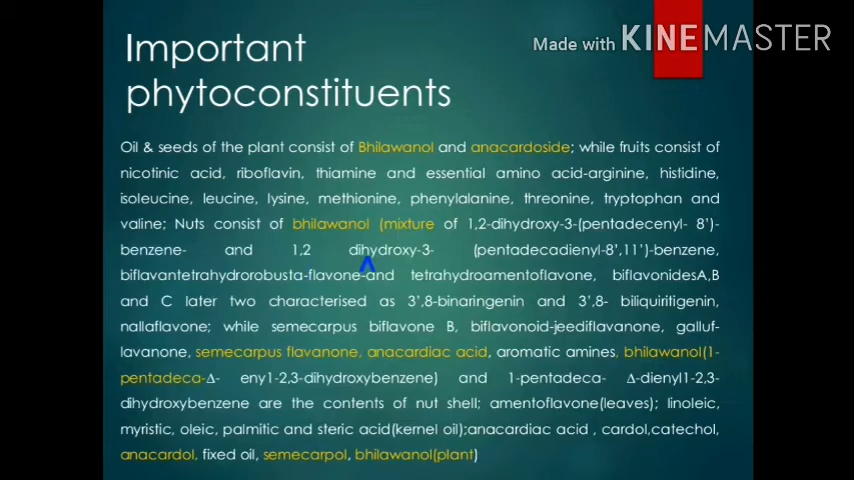 Important
Made with KINEMASTER
phytoconstituents
Oil & seeds of the plant consist of Bhilawanol and anacardoside; while fruits consist of
nicotinic acid, riboflavin, thiamine and essential amino acid-arginine, histidine,
isoleucine, leucine, lysine, methionine, phenylalanine, threonine, tryptophan and
valine; Nuts consist of bhilawanol (mixture of 1,2-dihydroxy-3-(pentadecenyl- 8’)-
benzene- and 1,2 dihydroxy-3- (pentadecadienyl-8’,11’)-benzene,
biflavantetrahydrorobusta-flavone-and tetrahydroamentoflavone, biflavonidesA,B
and C later two characterised as 3’,8-binaringenin and 3’,8- biliquiritigenin,
nallaflavone; while semecarpus biflavone B, biflavonoid-jeediflavanone, galluf-
lavanone, semecarpus flavanone, anacardiac acid, aromatic amines, bhilawanol(1-
pentadeca-Δ- eny1-2,3-dihydroxybenzene) and 1-pentadeca- Δ-dienyl1-2,3-
dihydroxybenzene are the contents of nut shell; amentoflavone(leaves); linoleic,
myristic, oleic, palmitic and steric acid(kernel oil);anacardiac acid , cardol,catechol,
anacardol, fixed oil, semecarpol, bhilawanol(plant)